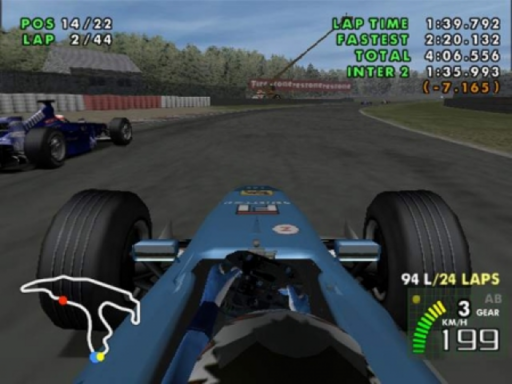 POS 14/22
LAP 2/44
LAP TIME 1:39.792
FASTEST 2:20.132
TOTAL 4:06.556
INTER 2 1:35.993
(-7.165)
94 L/24 LAPS
AB
3 GEAR
KM/H
199